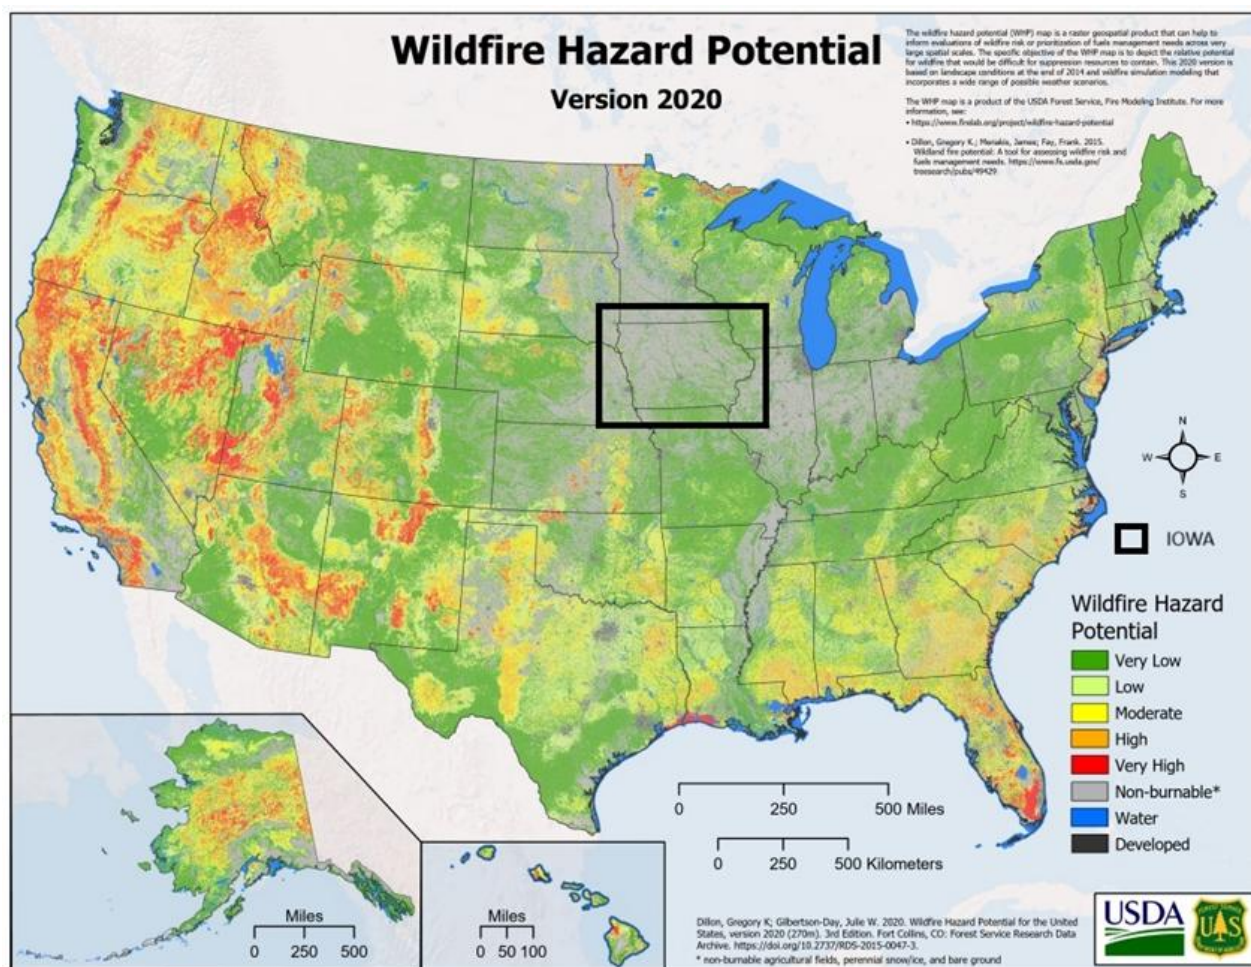 Wildfire Hazard Potential
Version 2020
The wildfire hazard potential (WHP) map is a raster geospatial product that can help to
inform evaluations of wildfire risk or prioritization of fuels management needs across very
large spatial scales. The specific objective of the WHP map is to depict the relative potential
for wildfire that would be difficult for suppression resources to contain. This 2020 version is
based on landscape conditions at the end of 2014 and wildfire simulation modeling that
incorporates a wide range of possible weather scenarios.
The WHP map is a product of the USDA Forest Service, Fire Modeling Institute. For more
information, see:
• https://www.firelab.org/project/wildfire-hazard-potential
• Dillon, Gregory K.; Menakis, James; Fay, Frank. 2015.
Wildland fire potential: A tool for assessing wildfire risk and
fuels management needs. https://www.fs.usda.gov/
treesearch/pubs/49429
N
W E
S
IOWA
Wildfire Hazard
Potential
Very Low
Low
Moderate
High
Very High
Non-burnable*
Water
Developed
0 250 500 Miles
0 250 500 Kilometers
Miles
0 250 500
Miles
0 50 100
Dillon, Gregory K; Gilbertson-Day, Julie W. 2020. Wildfire Hazard Potential for the United
States, version 2020 (270m). 3rd Edition. Fort Collins, CO: Forest Service Research Data
Archive. https://doi.org/10.2737/RDS-2015-0047-3.
* non-burnable agricultural fields, perennial snow/ice, and bare ground
USDA
U S